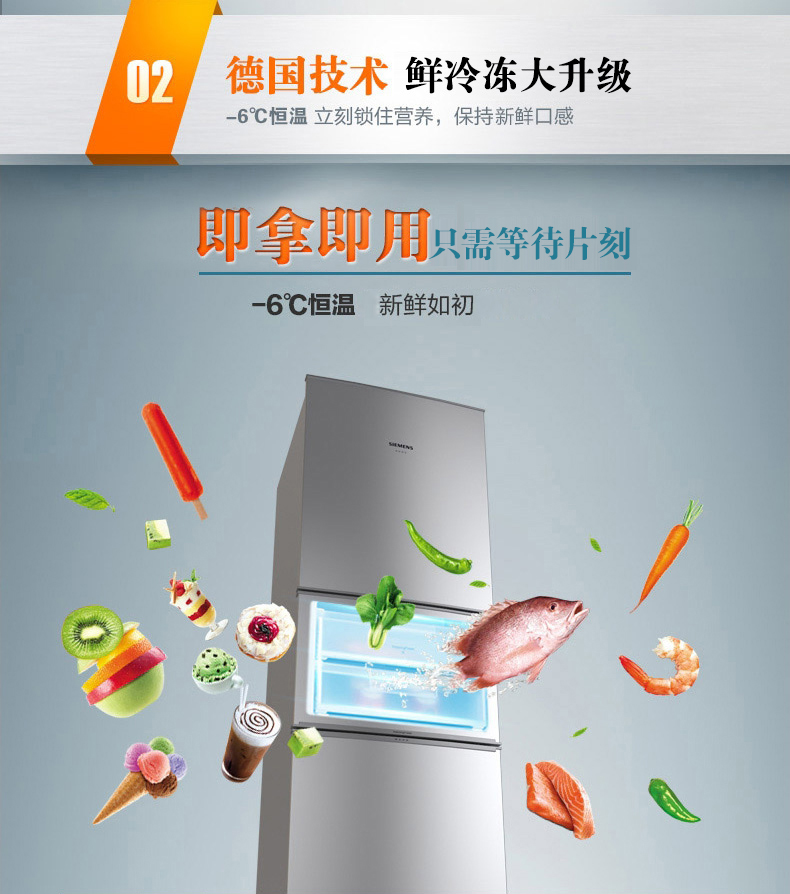 02
德国技术 鲜冷冻大升级
-6℃恒温 立刻锁住营养，保持新鲜口感
即拿即用只需等待片刻
-6℃恒温 新鲜如初
SIEMENS